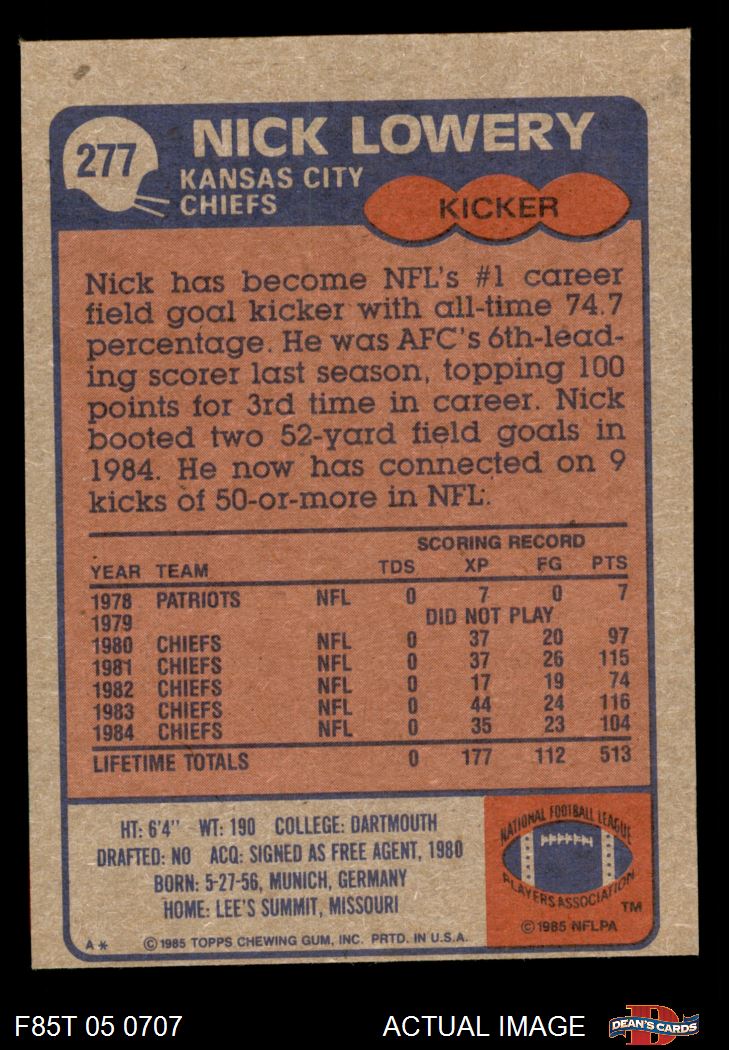 277
NICK LOWERY
KANSAS CITY
CHIEFS
KICKER
Nick has become NFL's #1 career
field goal kicker with all-time 74.7
percentage. He was AFC's 6th-lead-
ing scorer last season, topping 100
points for 3rd time in career. Nick
booted two 52-yard field goals in
1984. He now has connected on 9
kicks of 50-or-more in NFL.
SCORING RECORD
YEAR TEAM TDS XP FG PTS
1978 PATRIOTS NFL 0 7 0 7
1979 DID NOT PLAY
1980 CHIEFS NFL 0 37 20 97
1981 CHIEFS NFL 0 37 26 115
1982 CHIEFS NFL 0 17 19 74
1983 CHIEFS NFL 0 44 24 116
1984 CHIEFS NFL 0 35 23 104
LIFETIME TOTALS 0 177 112 513
HT: 6'4" WT: 190 COLLEGE: DARTMOUTH
DRAFTED: NO ACQ: SIGNED AS FREE AGENT, 1980
BORN: 5-27-56, MUNICH, GERMANY
HOME: LEE'S SUMMIT, MISSOURI
A* ©1985 TOPPS CHEWING GUM, INC. PRTD. IN U.S.A.
NATIONAL FOOTBALL LEAGUE
PLAYERS ASSOCIATION
TM
©1985 NFLPA
F85T 05 0707 ACTUAL IMAGE
D
DEAN'S CARDS